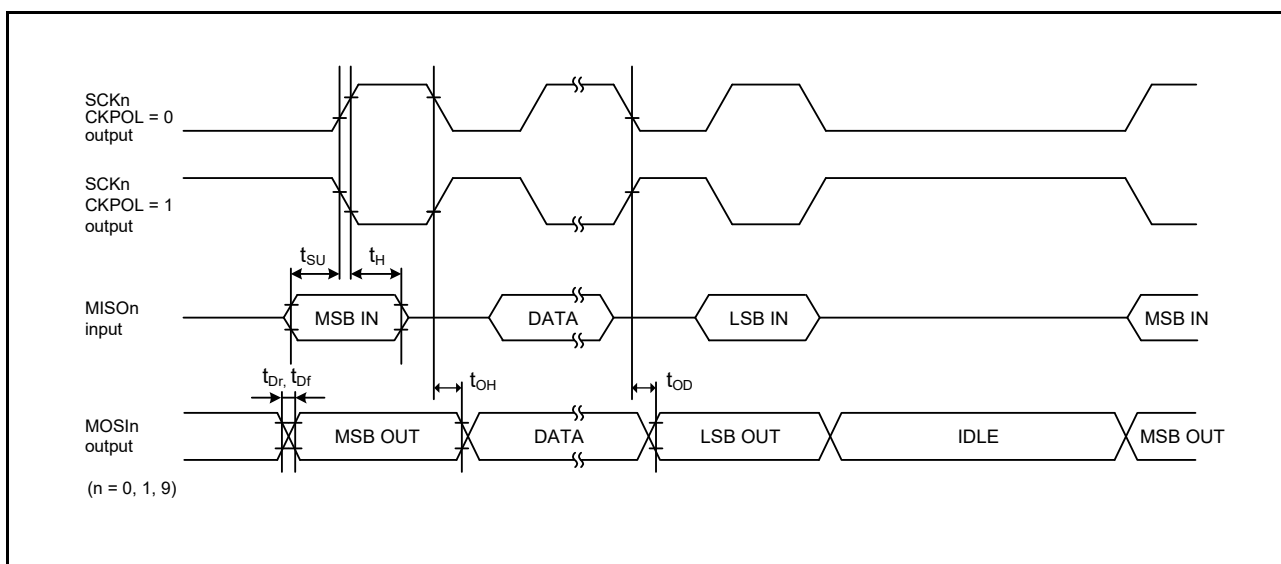 SCKn
CKPOL = 0
output
SCKn
CKPOL = 1
output
tSU
tH
MISOn
input
MSB IN
DATA
LSB IN
MSB IN
tDr, tDf
tOH
tOD
MOSIn
output
MSB OUT
DATA
LSB OUT
IDLE
MSB OUT
(n = 0, 1, 9)